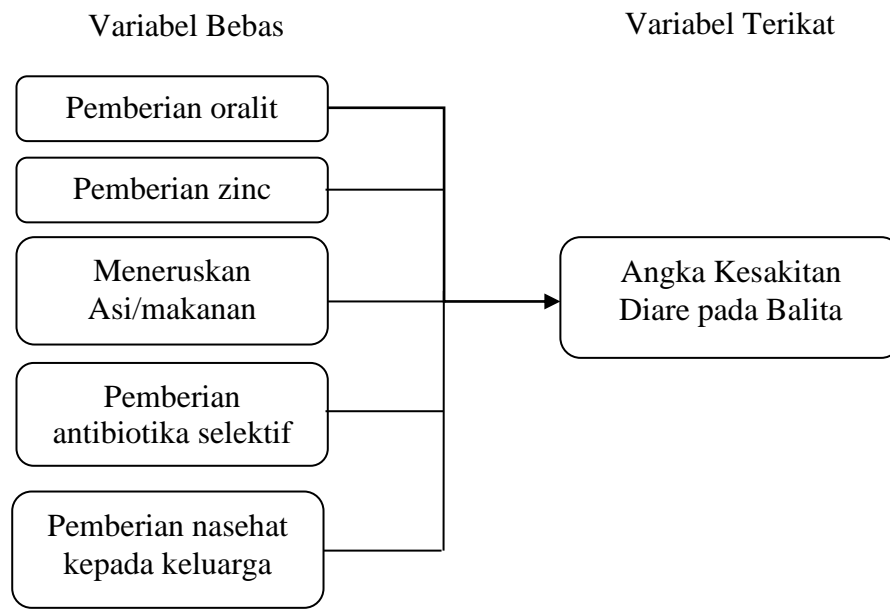 Variabel Bebas
Variabel Terikat
Pemberian oralit
Pemberian zinc
Meneruskan
Asi/makanan
Pemberian
antibiotika selektif
Pemberian nasehat
kepada keluarga
Angka Kesakitan
Diare pada Balita